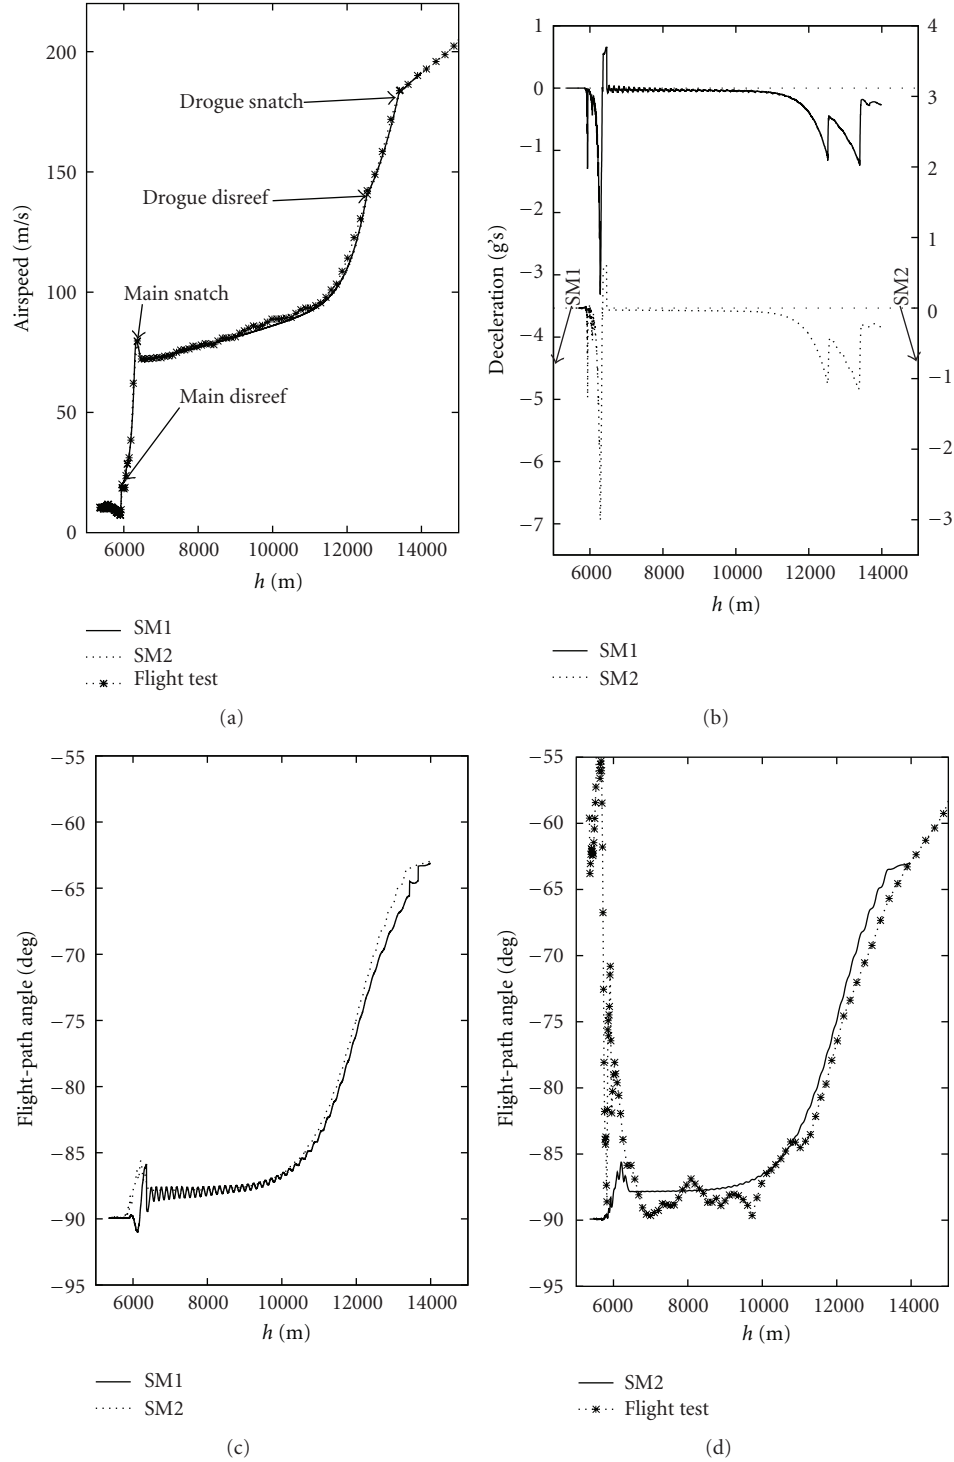 200
150
100
50
0
Airspeed (m/s)
Drogue snatch
Drogue disreef
Main snatch
Main disreef
6000 8000 10000 12000 14000
h (m)
SM1
SM2
Flight test
(a)
1
0
−1
−2
−3
−4
−5
−6
−7
Deceleration (g's)
SM1
SM2
4
3
2
1
0
−1
−2
−3
6000 8000 10000 12000 14000
h (m)
SM1
SM2
(b)
−55
−60
−65
−70
−75
−80
−85
−90
−95
Flight-path angle (deg)
6000 8000 10000 12000 14000
h (m)
SM1
SM2
(c)
−55
−60
−65
−70
−75
−80
−85
−90
−95
Flight-path angle (deg)
6000 8000 10000 12000 14000
h (m)
SM2
Flight test
(d)